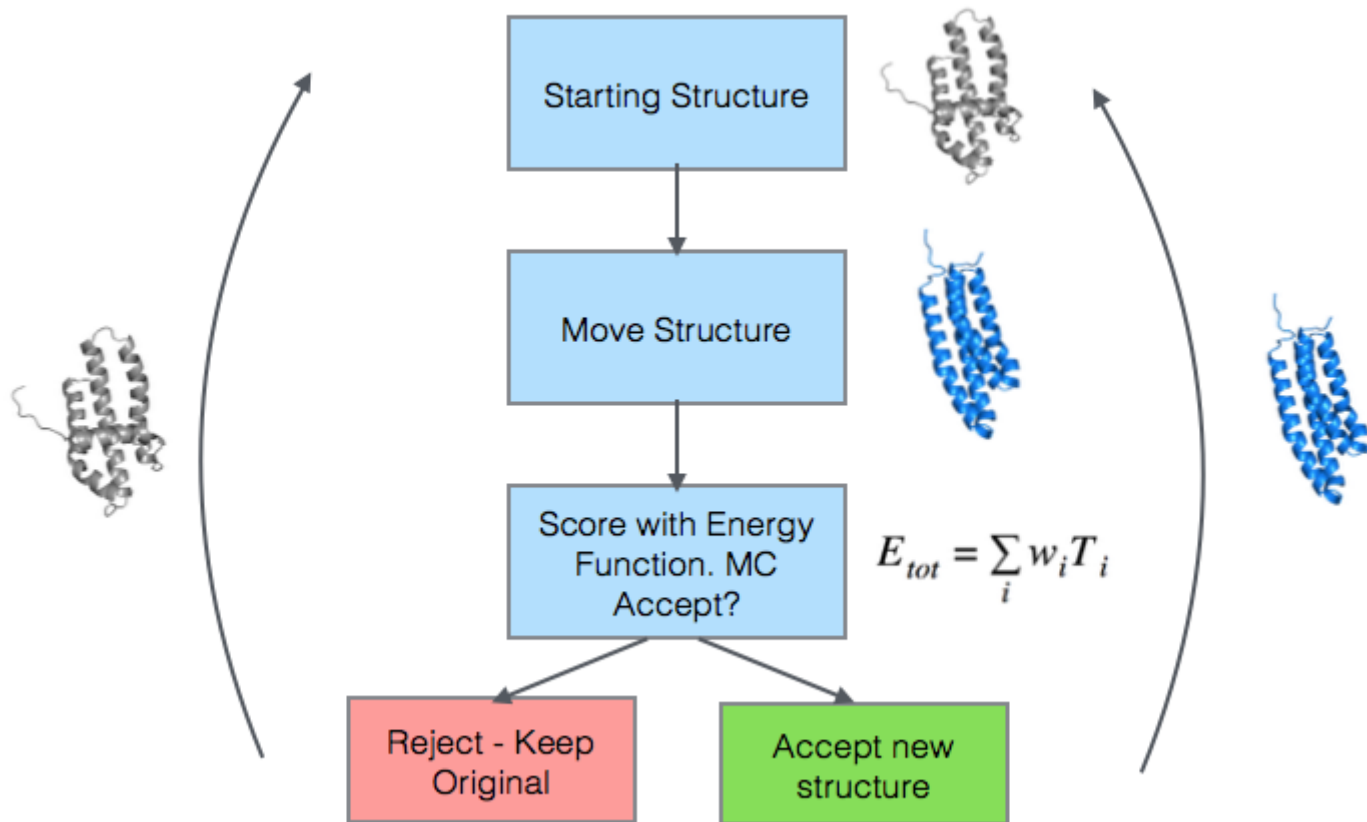 Starting Structure
Move Structure
Score with Energy
Function. MC
Accept?
E_{tot} = \sum_i w_i T_i
Reject - Keep
Original
Accept new
structure